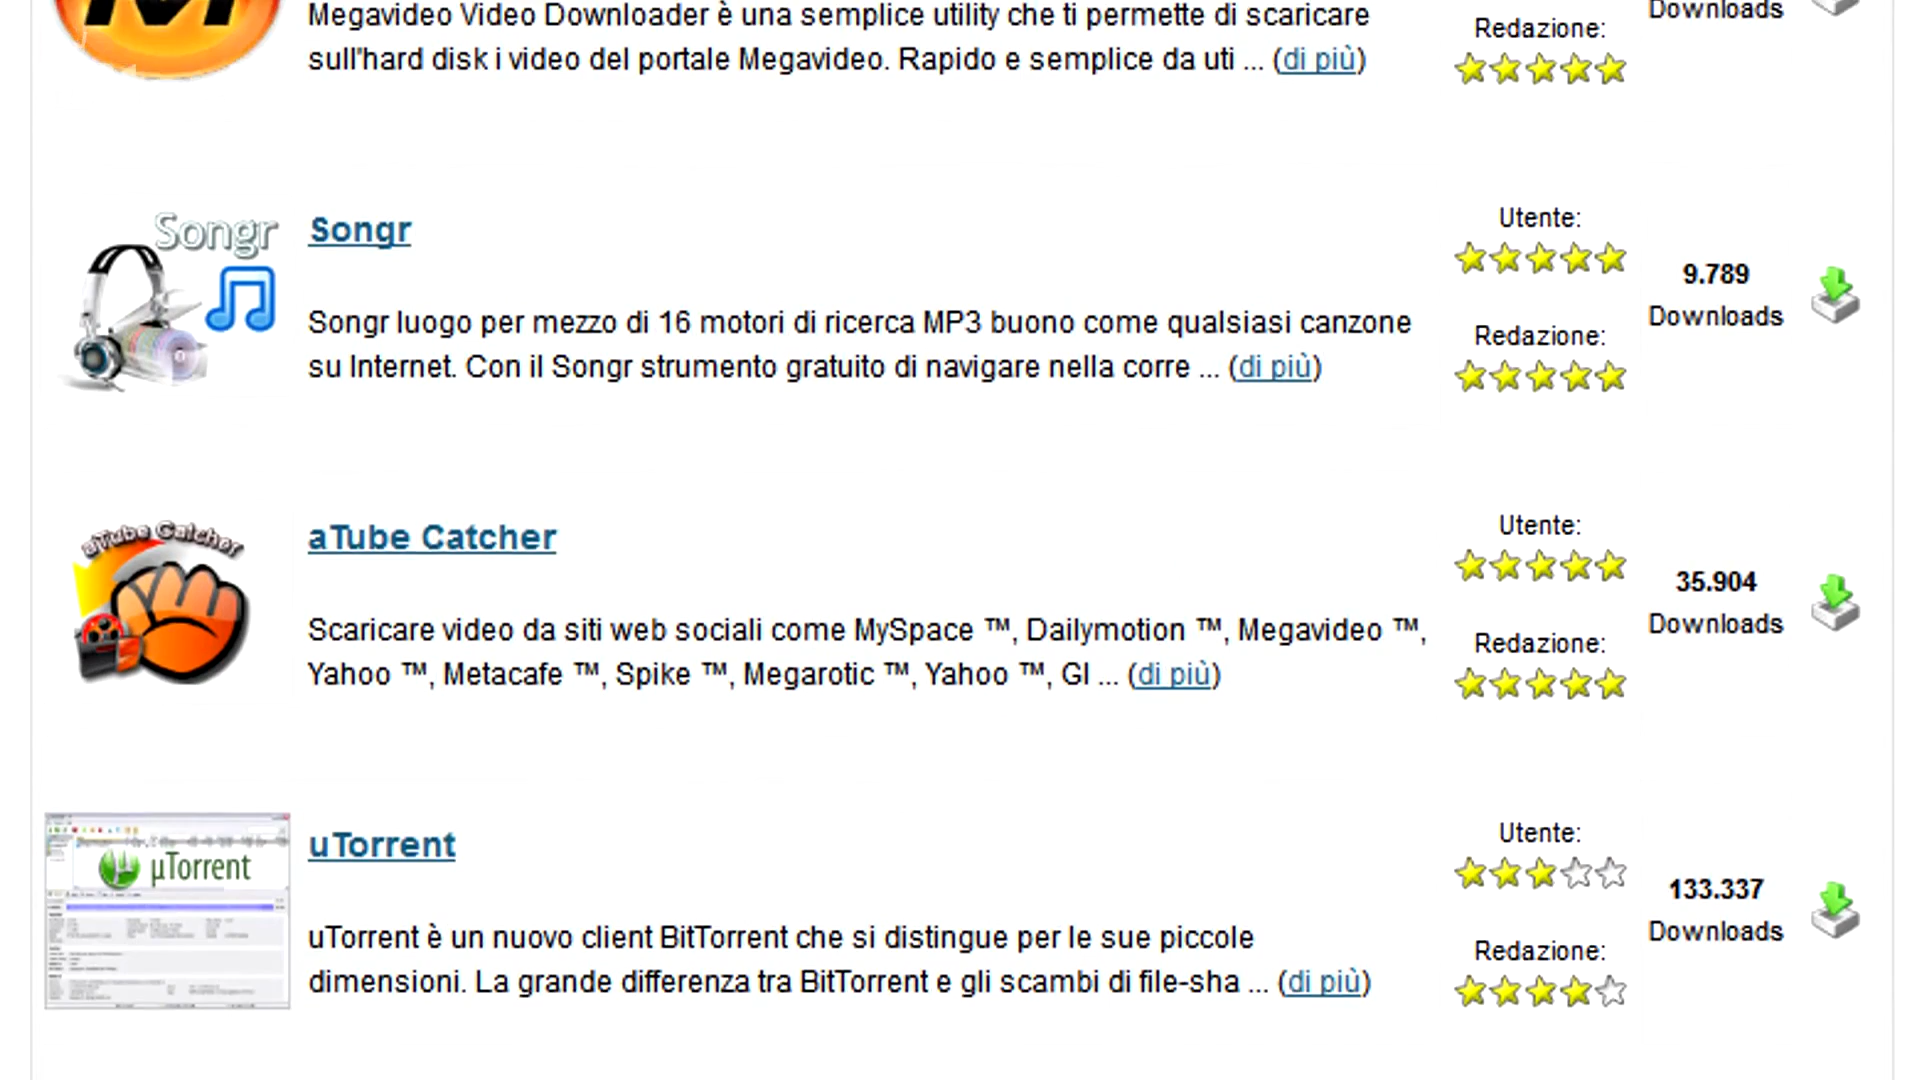 Megavideo Video Downloader è una semplice utility che ti permette di scaricare
sull'hard disk i video del portale Megavideo. Rapido e semplice da uti ... (di più)
Downloads
Redazione:
Songr
Songr
Songr luogo per mezzo di 16 motori di ricerca MP3 buono come qualsiasi canzone
su Internet. Con il Songr strumento gratuito di navigare nella corre ... (di più)
Utente:
Redazione:
9.789
Downloads
aTube Catcher
aTube Catcher
Scaricare video da siti web sociali come MySpace ™, Dailymotion ™, Megavideo ™,
Yahoo ™, Metacafe ™, Spike ™, Megarotic ™, Yahoo ™, Gl ... (di più)
Utente:
Redazione:
35.904
Downloads
µTorrent
uTorrent
uTorrent è un nuovo client BitTorrent che si distingue per le sue piccole
dimensioni. La grande differenza tra BitTorrent e gli scambi di file-sha ... (di più)
Utente:
Redazione:
133.337
Downloads